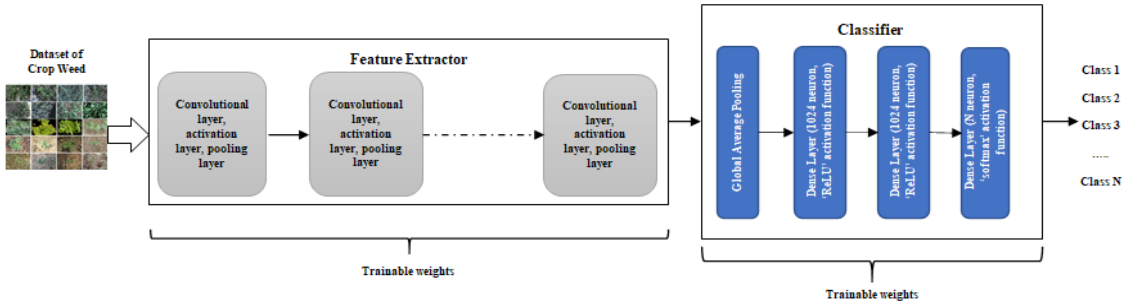 Dataset of
Crop Weed
Feature Extractor
Convolutional
layer,
activation
layer, pooling
layer
Convolutional
layer,
activation
layer, pooling
layer
Convolutional
layer,
activation
layer, pooling
layer
Trainable weights
Classifier
Global Average Pooling
Dense Layer (1024 neuron,
'ReLU' activation function)
Dense Layer (1024 neuron,
'ReLU' activation function)
Dense Layer (N neuron,
'softmax' activation
function)
Trainable weights
Class 1
Class 2
Class 3
.....
Class N